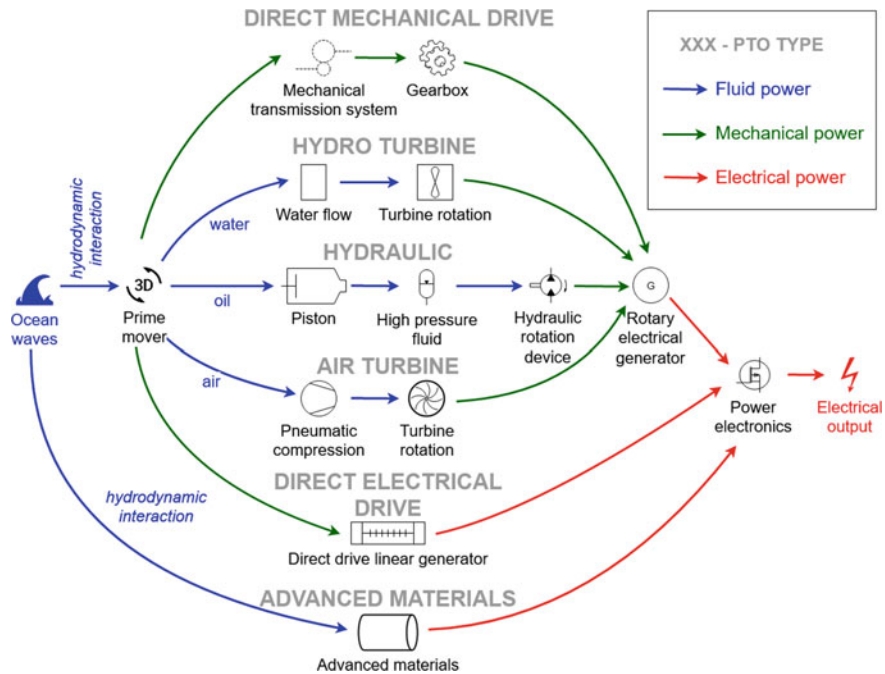 DIRECT MECHANICAL DRIVE
Mechanical
transmission system
Gearbox
XXX - PTO TYPE
Fluid power
Mechanical power
Electrical power
HYDRO TURBINE
water
Water flow
Turbine rotation
hydrodynamic
interaction
HYDRAULIC
Ocean
waves
3D
Prime
mover
oil
Piston
High pressure
fluid
Hydraulic
rotation
device
G
Rotary
electrical
generator
AIR TURBINE
air
Pneumatic
compression
Turbine
rotation
Power
electronics
Electrical
output
DIRECT ELECTRICAL
DRIVE
hydrodynamic
interaction
Direct drive linear generator
ADVANCED MATERIALS
Advanced materials